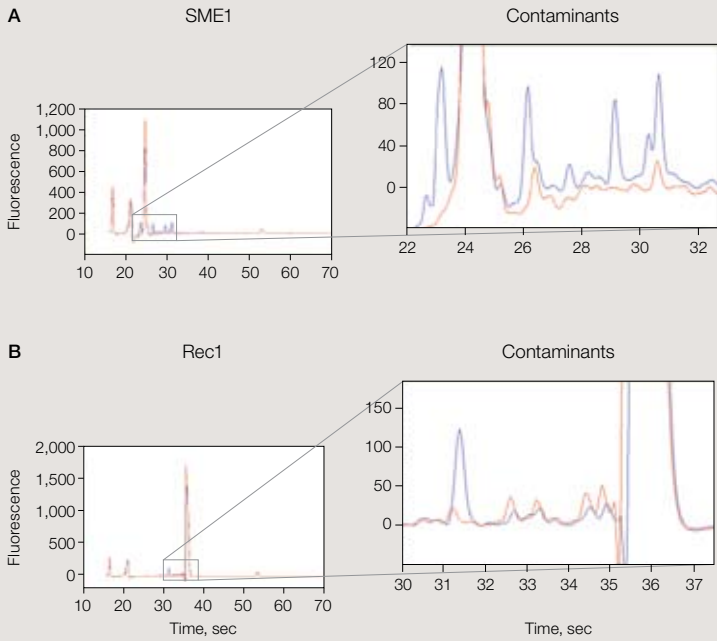 A
SME1
Contaminants
Fluorescence
1,200
1,000
800
600
400
200
0
10 20 30 40 50 60 70
120
80
40
0
22 24 26 28 30 32
B
Rec1
Contaminants
Fluorescence
2,000
1,500
1,000
500
0
10 20 30 40 50 60 70
Time, sec
150
100
50
0
30 31 32 33 34 35 36 37
Time, sec